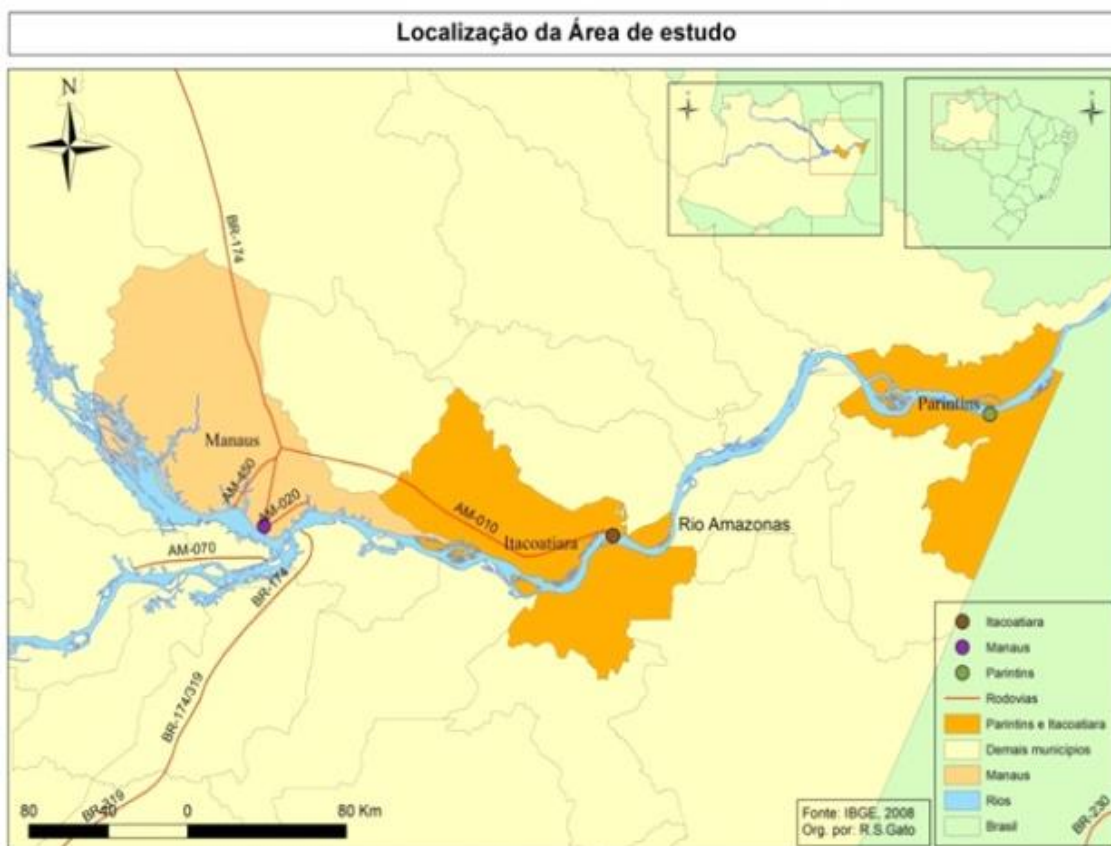 Localização da Área de estudo
N
BR-174
Manaus
AM-450
AM-020
AM-010
AM-070
BR-174
Itacoatiara
Rio Amazonas
Parintins
BR-174/319
BR-319
BR-230
80 40 0 80 Km
Fonte: IBGE, 2008
Org. por: R.S.Gato
Itacoatiara
Manaus
Parintins
Rodovias
Parintins e Itacoatiara
Demais municípios
Manaus
Rios
Brasil